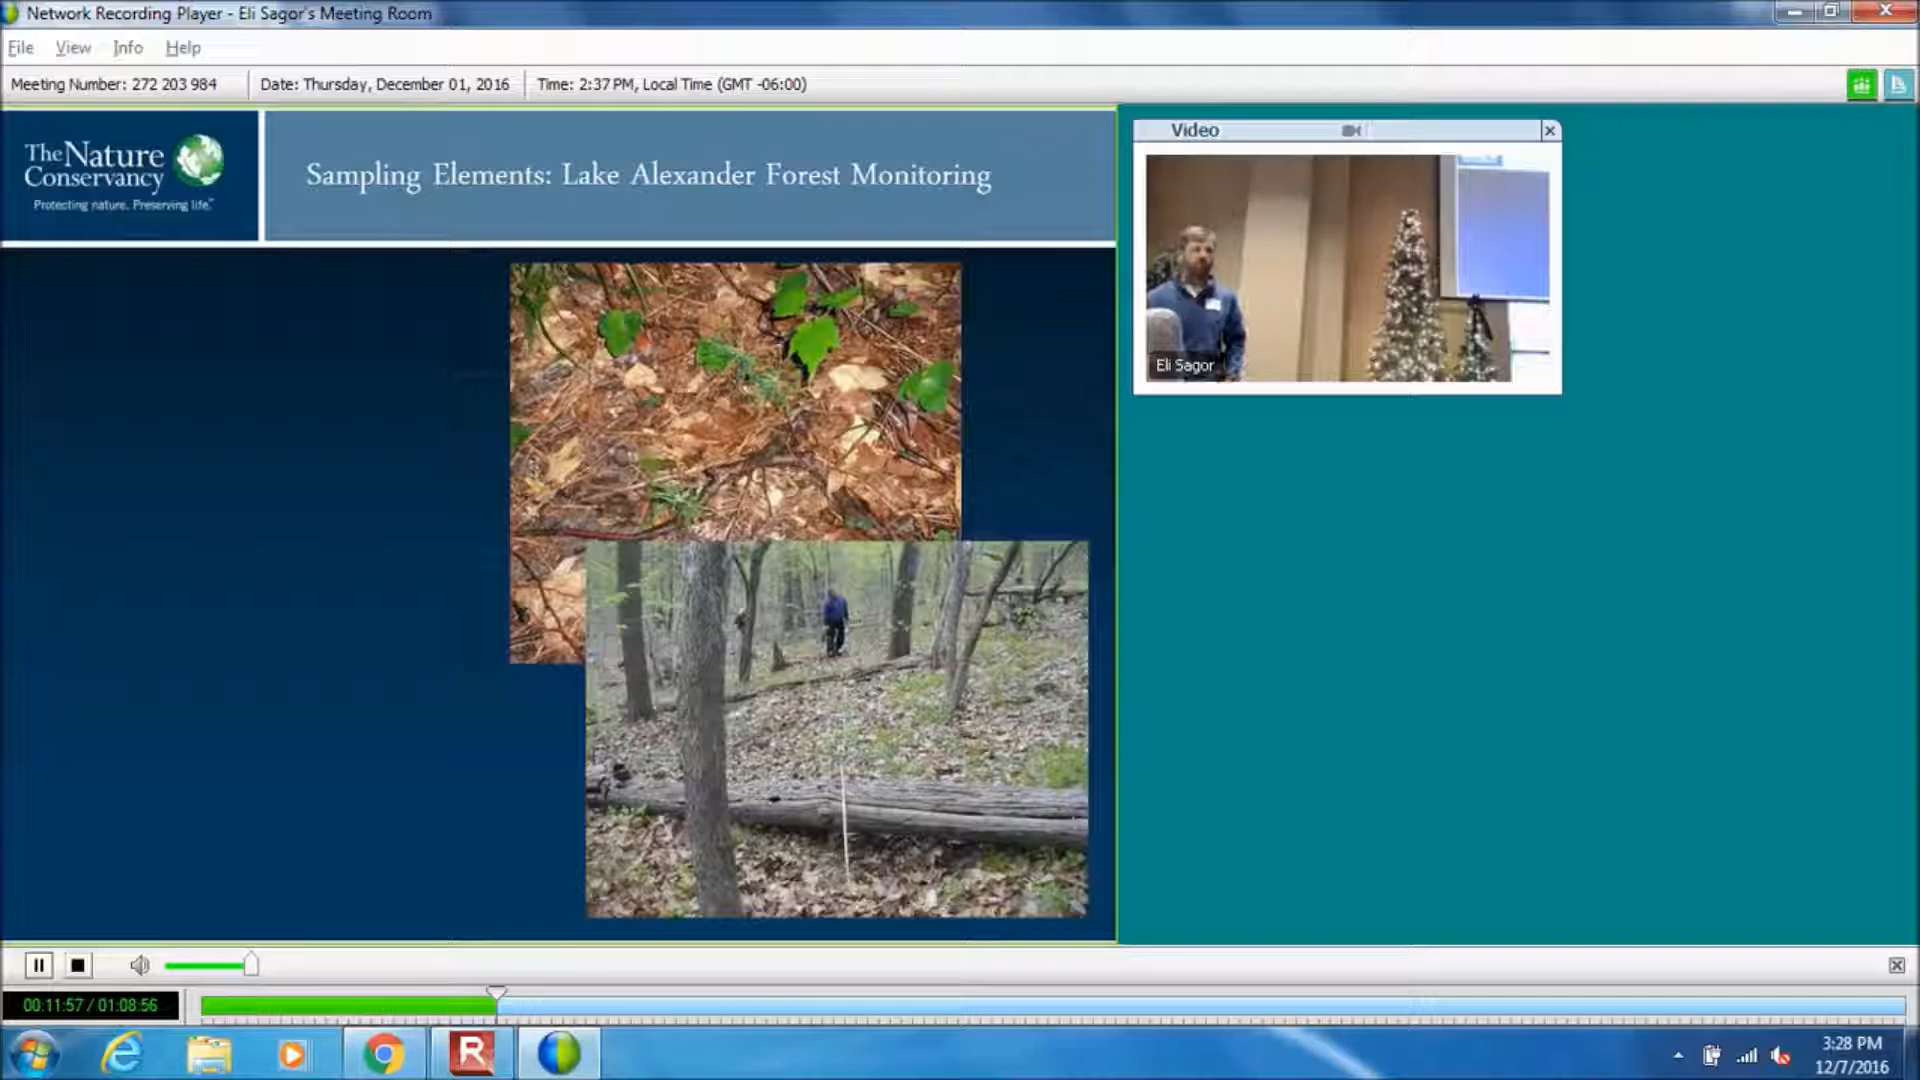 Network Recording Player - Eli Sagor's Meeting Room
File View Info Help
Meeting Number: 272 203 984 Date: Thursday, December 01, 2016 Time: 2:37 PM, Local Time (GMT -06:00)
The Nature
Conservancy
Protecting nature. Preserving life.™
Sampling Elements: Lake Alexander Forest Monitoring
Video
Eli Sagor
00:11:57 / 01:08:56
R
3:28 PM
12/7/2016